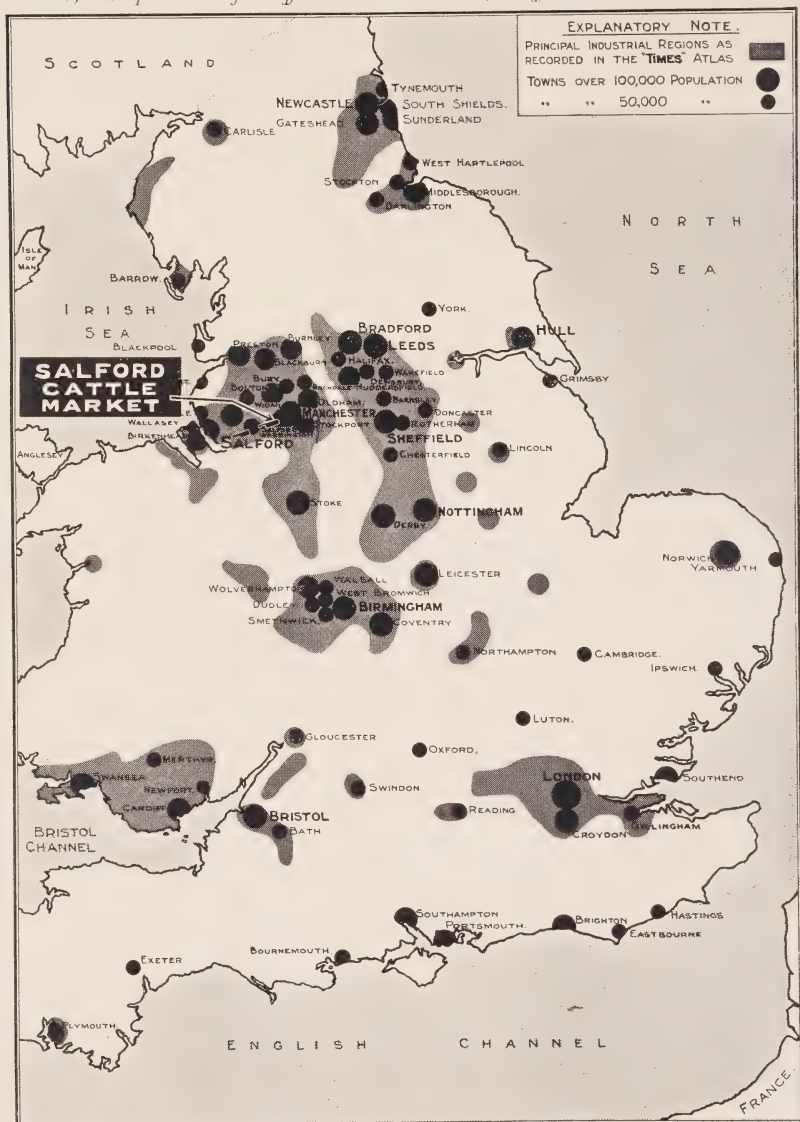 EXPLANATORY NOTE.
PRINCIPAL INDUSTRIAL REGIONS AS
RECORDED IN THE "TIMES" ATLAS
TOWNS OVER 100,000 POPULATION
" " 50,000 "
SCOTLAND
TYNEMOUTH
NEWCASTLE
SOUTH SHIELDS.
GATESHEAD
SUNDERLAND
CARLISLE
WEST HARTLEPOOL
STOCKTON
MIDDLESBOROUGH.
DARLINGTON
NORTH
SEA
ISLE
OF
MAN
BARROW.
IRISH
SEA
YORK.
BLACKPOOL
PRESTON
BURNLEY
BRADFORD
LEEDS
HULL
BLACKBURN
HALIFAX.
WAKEFIELD
DEWSBURY
HUDDERSFIELD
ROCHDALE
GRIMSBY
SALFORD
CATTLE
MARKET
BURY
BOLTON
WIGAN
OLDHAM.
BARNSLEY
MANCHESTER
DONCASTER
ROTHERHAM
STOCKPORT
WALLASEY
BIRKENHEAD
SALFORD
WARRINGTON
SHEFFIELD
CHESTERFIELD
LINCOLN
ANGLESEY
STOKE
DERBY
NOTTINGHAM
NORWICH
YARMOUTH
LEICESTER
WALSALL
WOLVERHAMPTON
WEST BROMWICH
DUDLEY
BIRMINGHAM
SMETHWICK
COVENTRY
NORTHAMPTON
CAMBRIDGE.
IPSWICH.
LUTON.
GLOUCESTER
OXFORD.
MERTHYR
SWANSEA
NEWPORT.
CARDIFF
SWINDON
LONDON
SOUTHEND
BRISTOL
BATH
READING
CROYDON
GILLINGHAM
BRISTOL
CHANNEL
SOUTHAMPTON
PORTSMOUTH.
BRIGHTON
HASTINGS
EASTBOURNE
BOURNEMOUTH.
EXETER
PLYMOUTH.
ENGLISH CHANNEL
FRANCE.